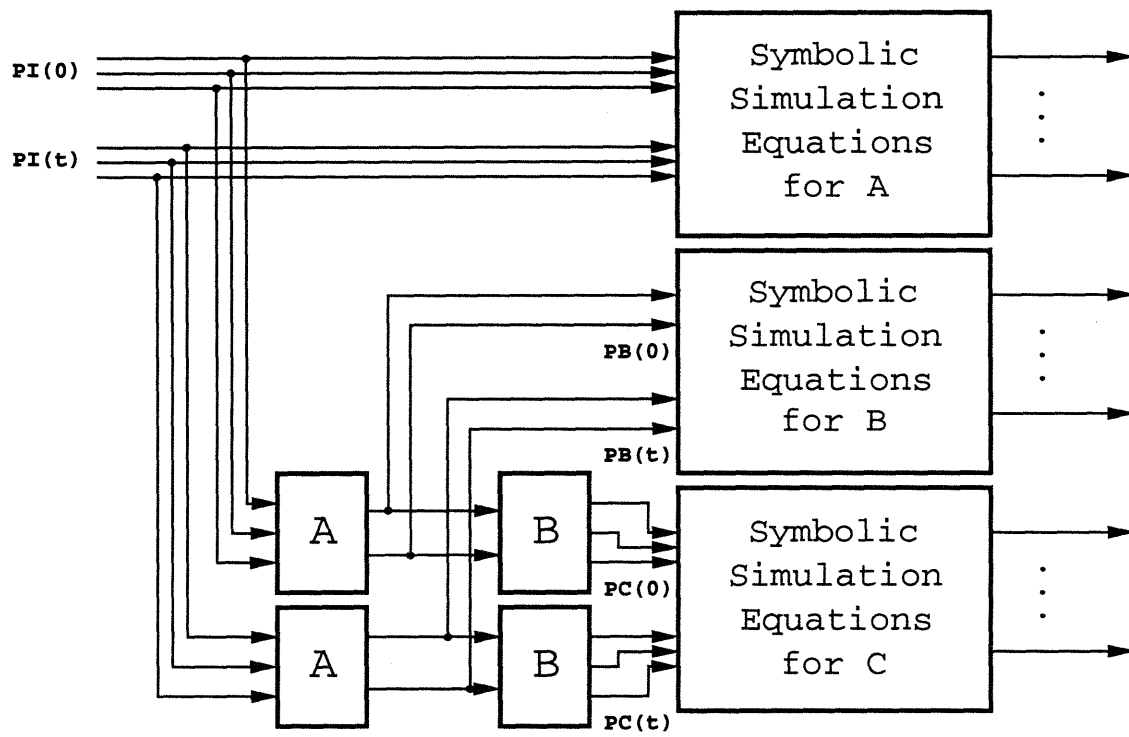 PI(0)
PI(t)
Symbolic
Simulation
Equations
for A
Symbolic
Simulation
Equations
for B
PB(0)
PB(t)
A
B
PC(0)
A
B
PC(t)
Symbolic
Simulation
Equations
for C